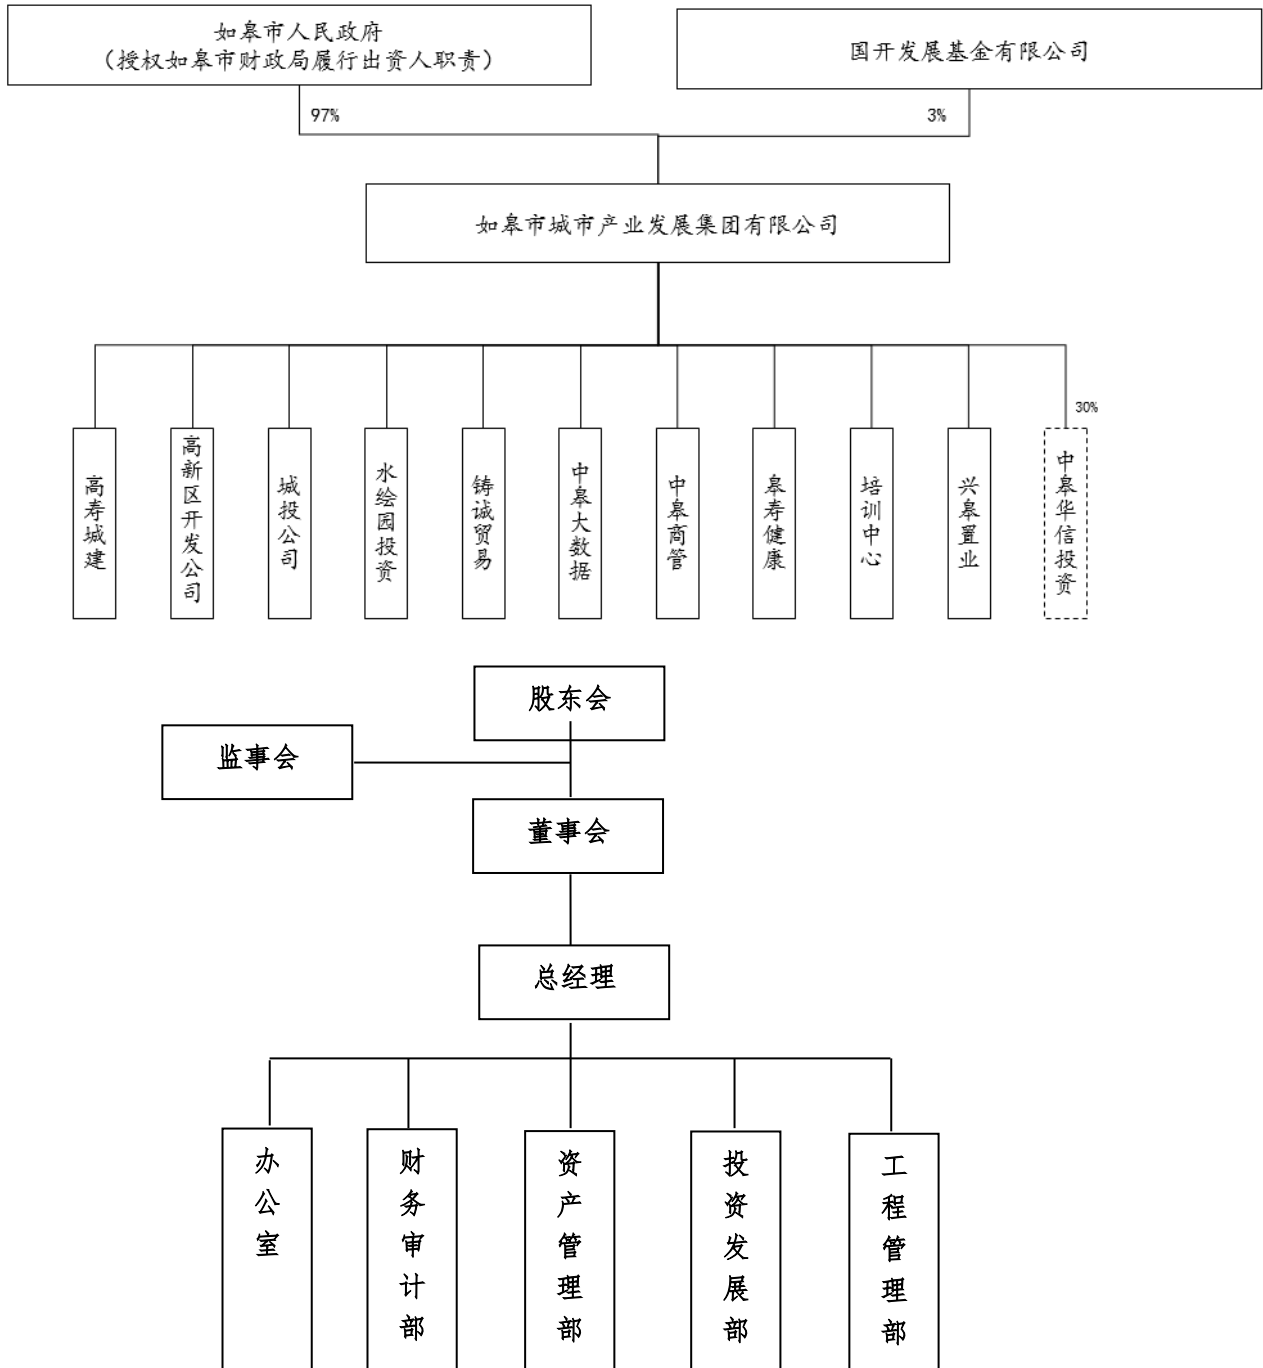 如皋市人民政府
（授权如皋市财政局履行出资人职责）
国开发展基金有限公司
97%
3%
如皋市城市产业发展集团有限公司
30%
高寿城建
高新区开发公司
城投公司
水绘园投资
铸诚贸易
中皋大数据
中皋商管
皋寿健康
培训中心
兴皋置业
中皋华信投资
股东会
监事会
董事会
总经理
办公室
财务审计部
资产管理部
投资发展部
工程管理部